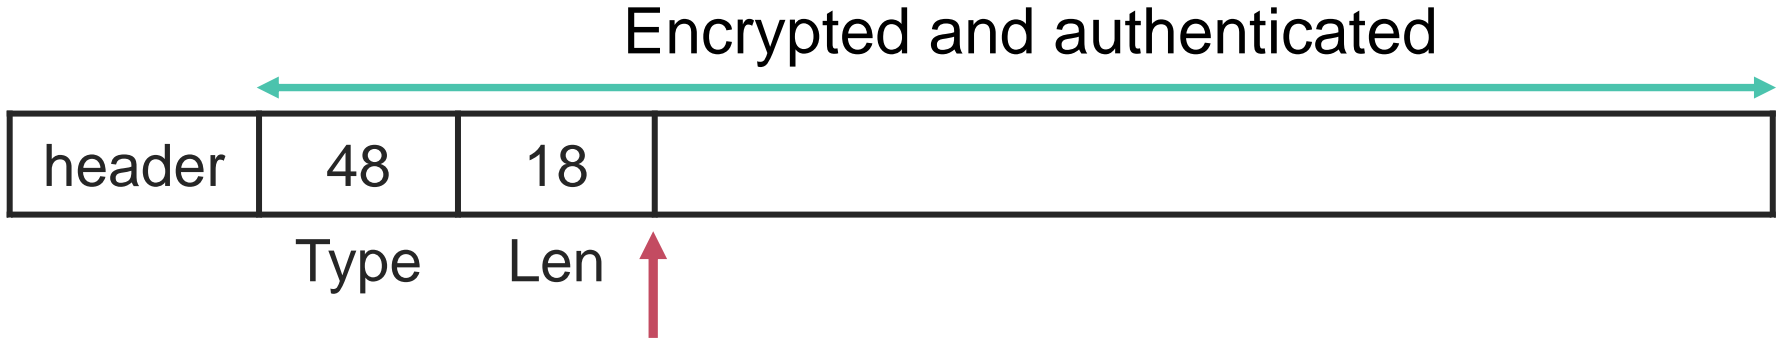 Encrypted and authenticated
header 48 18
Type Len